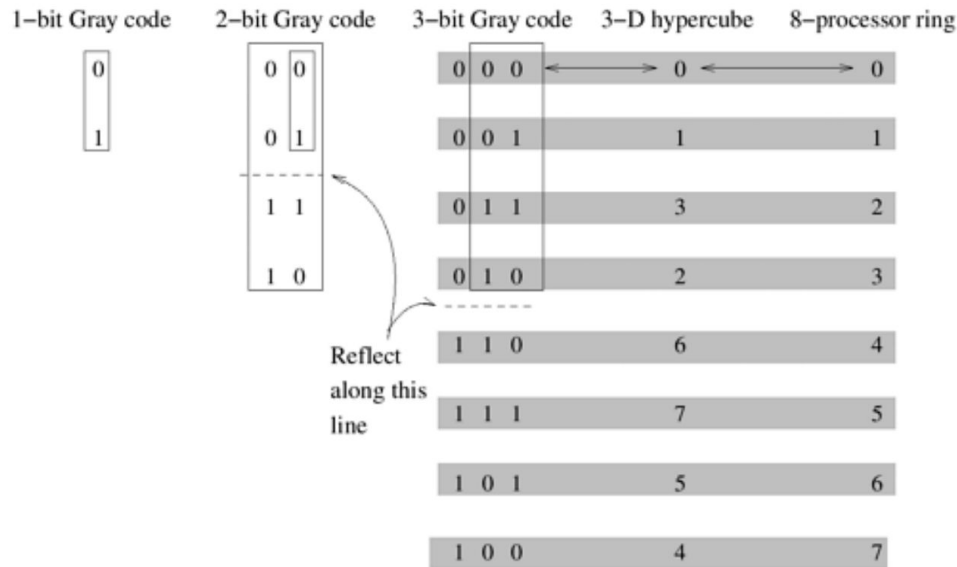 1−bit Gray code 2−bit Gray code 3−bit Gray code 3−D hypercube 8−processor ring
0 0 0 0 0 0 0 0
1 0 1 0 0 1 1 1
1 1 0 1 1 3 2
1 0 0 1 0 2 3
1 1 0 6 4
Reflect
along this
line
1 1 1 7 5
1 0 1 5 6
1 0 0 4 7